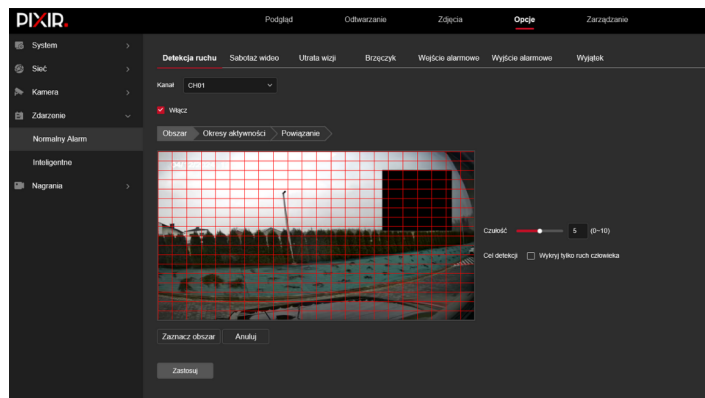 PIXIR.
Podgląd Odtwarzanie Zdjęcia Opcje Zarządzanie
System
Sieć
Kamera
Zdarzenie
Normalny Alarm
Inteligentne
Nagrania
Detekcja ruchu Sabotaż wideo Utrata wizji Brzęczyk Wejście alarmowe Wyjście alarmowe Wyjątek
Kanał CH01
Włącz
Obszar Okresy aktywności Powiązanie
Czułość 5 (0~10)
Cel detekcji Wykryj tylko ruch człowieka
Zaznacz obszar Anuluj
Zastosuj